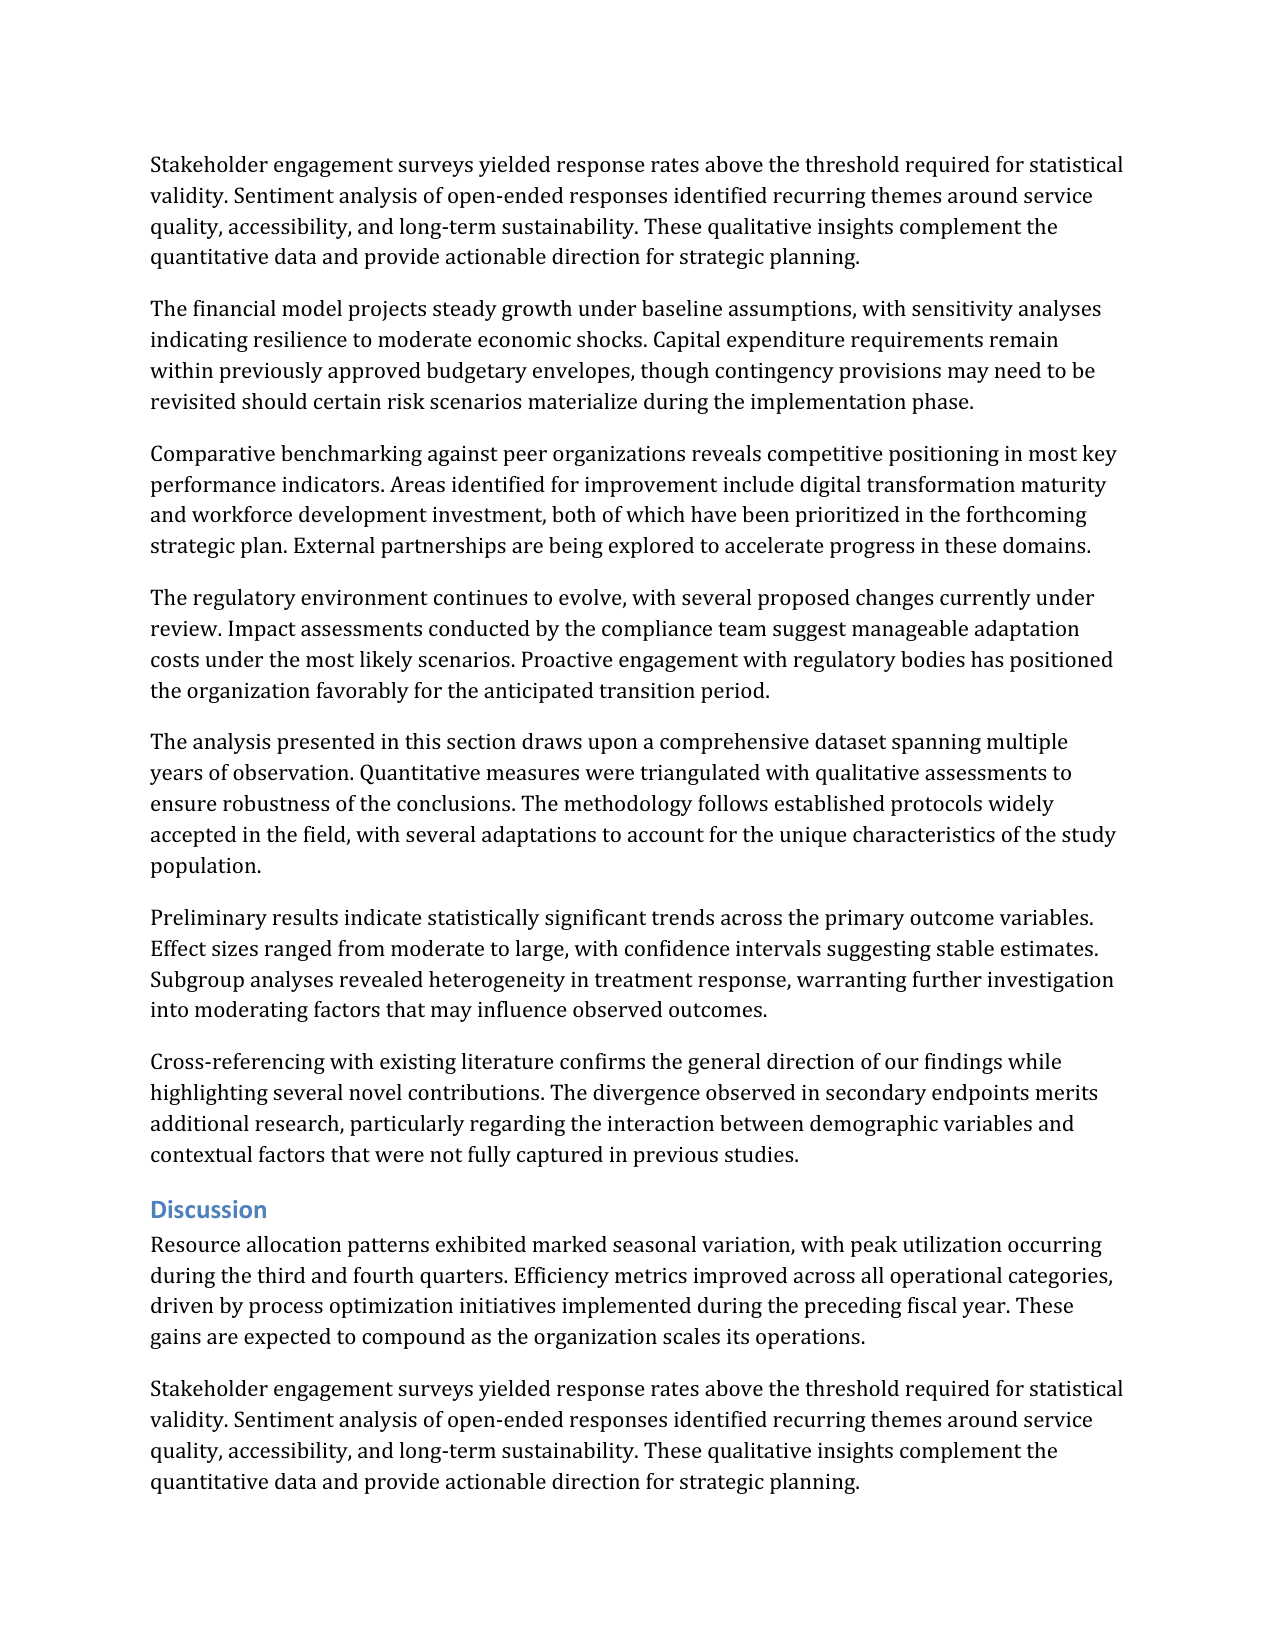 Stakeholder engagement surveys yielded response rates above the threshold required for statistical
validity. Sentiment analysis of open-ended responses identified recurring themes around service
quality, accessibility, and long-term sustainability. These qualitative insights complement the
quantitative data and provide actionable direction for strategic planning.
The financial model projects steady growth under baseline assumptions, with sensitivity analyses
indicating resilience to moderate economic shocks. Capital expenditure requirements remain
within previously approved budgetary envelopes, though contingency provisions may need to be
revisited should certain risk scenarios materialize during the implementation phase.
Comparative benchmarking against peer organizations reveals competitive positioning in most key
performance indicators. Areas identified for improvement include digital transformation maturity
and workforce development investment, both of which have been prioritized in the forthcoming
strategic plan. External partnerships are being explored to accelerate progress in these domains.
The regulatory environment continues to evolve, with several proposed changes currently under
review. Impact assessments conducted by the compliance team suggest manageable adaptation
costs under the most likely scenarios. Proactive engagement with regulatory bodies has positioned
the organization favorably for the anticipated transition period.
The analysis presented in this section draws upon a comprehensive dataset spanning multiple
years of observation. Quantitative measures were triangulated with qualitative assessments to
ensure robustness of the conclusions. The methodology follows established protocols widely
accepted in the field, with several adaptations to account for the unique characteristics of the study
population.
Preliminary results indicate statistically significant trends across the primary outcome variables.
Effect sizes ranged from moderate to large, with confidence intervals suggesting stable estimates.
Subgroup analyses revealed heterogeneity in treatment response, warranting further investigation
into moderating factors that may influence observed outcomes.
Cross-referencing with existing literature confirms the general direction of our findings while
highlighting several novel contributions. The divergence observed in secondary endpoints merits
additional research, particularly regarding the interaction between demographic variables and
contextual factors that were not fully captured in previous studies.
Discussion
Resource allocation patterns exhibited marked seasonal variation, with peak utilization occurring
during the third and fourth quarters. Efficiency metrics improved across all operational categories,
driven by process optimization initiatives implemented during the preceding fiscal year. These
gains are expected to compound as the organization scales its operations.
Stakeholder engagement surveys yielded response rates above the threshold required for statistical
validity. Sentiment analysis of open-ended responses identified recurring themes around service
quality, accessibility, and long-term sustainability. These qualitative insights complement the
quantitative data and provide actionable direction for strategic planning.